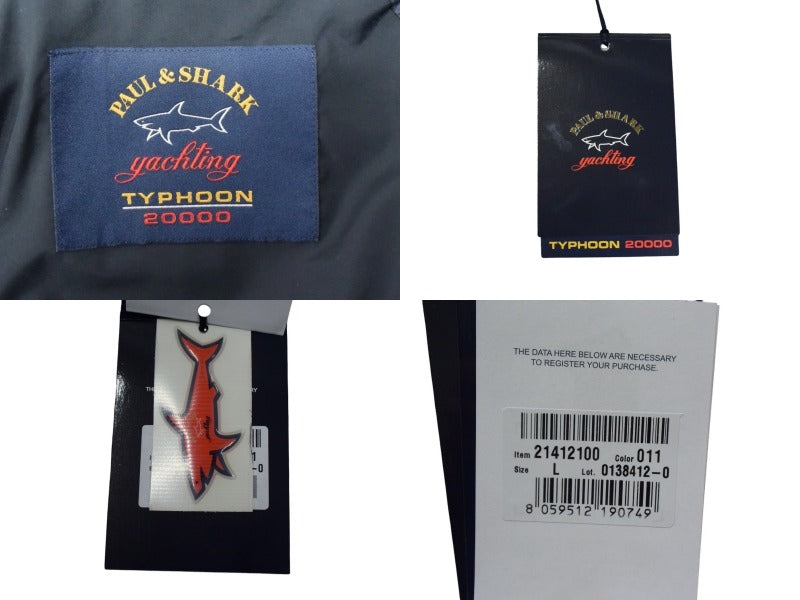 PAUL & SHARK
yachting
TYPHOON
20000
PAUL & SHARK
yachting
TYPHOON 20000
yachting
THE DATA HERE BELOW ARE NECESSARY
TO REGISTER YOUR PURCHASE.
Item 21412100 Color 011
Size L Lot. 0138412-0
8 059512 190749